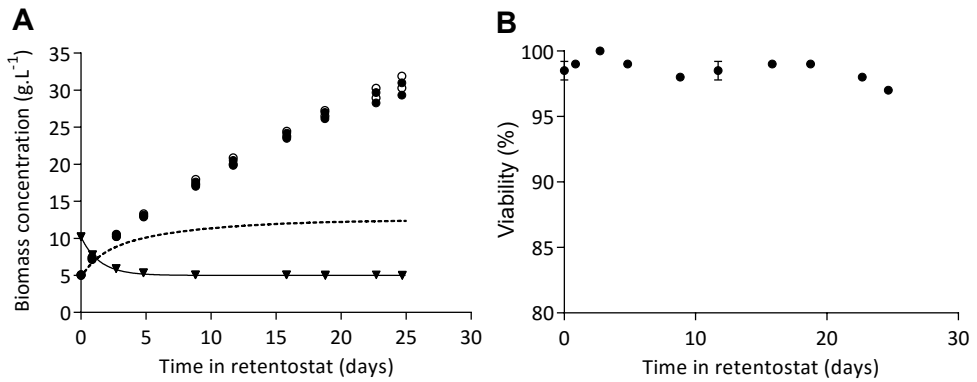 A
Biomass concentration (g.L-1)
35
30
25
20
15
10
5
0
0 5 10 15 20 25 30
Time in retentostat (days)
B
Viability (%)
100
95
90
85
80
0 10 20 30
Time in retentostat (days)